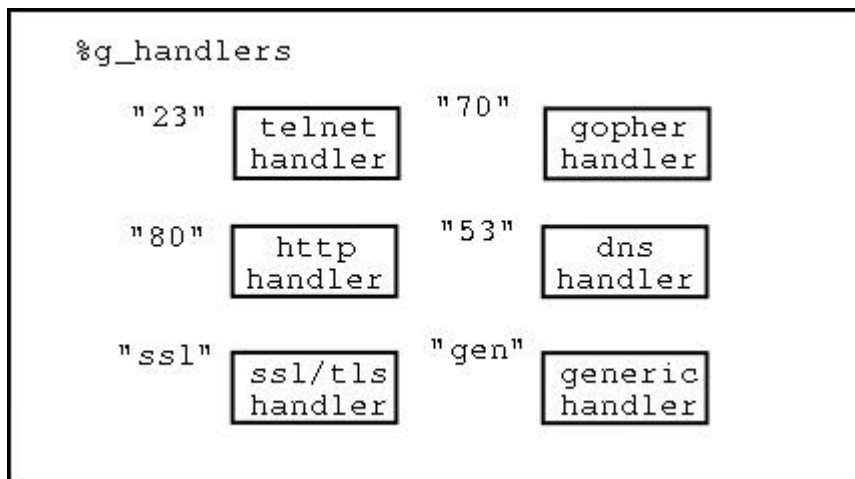 %g_handlers
"23"
telnet
handler
"70"
gopher
handler
"80"
http
handler
"53"
dns
handler
"ssl"
ssl/tls
handler
"gen"
generic
handler